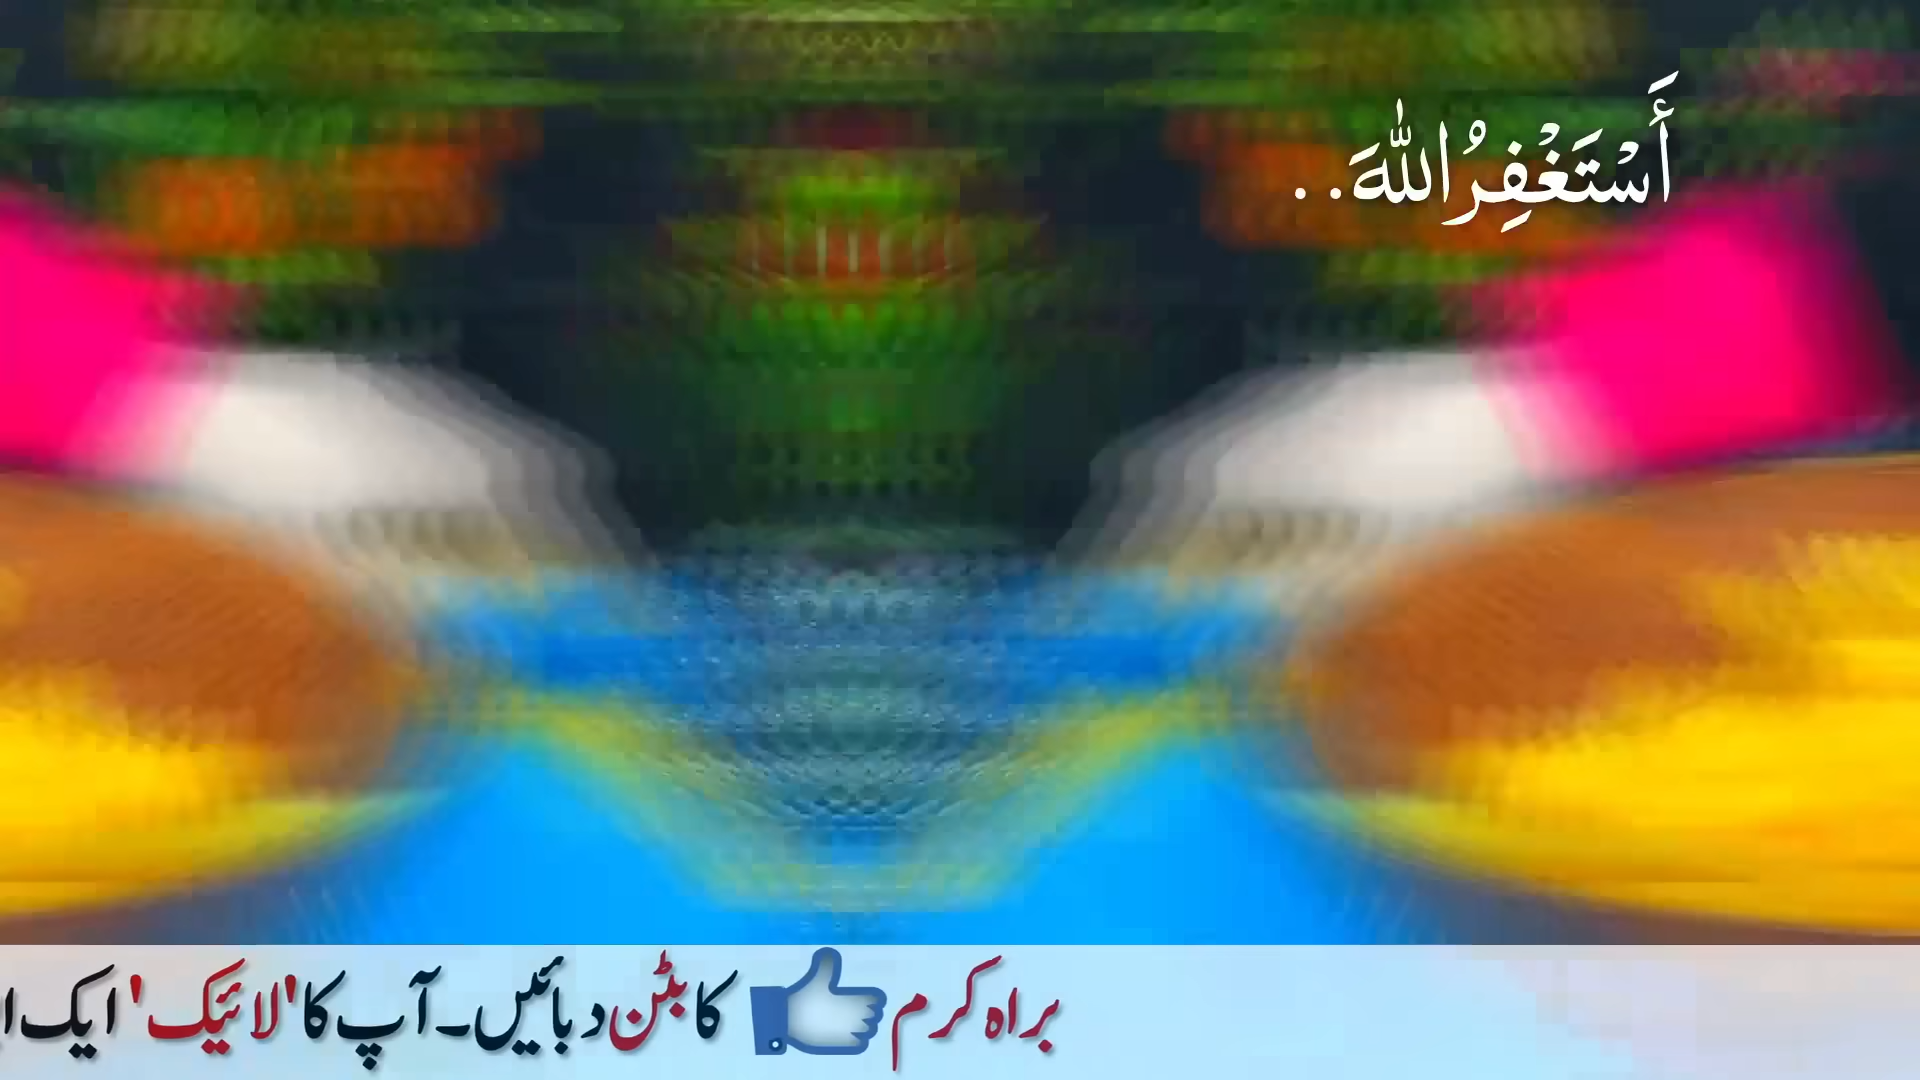 أَسْتَغْفِرُاللّٰهَ..
براہ کرم کا بٹن دبائیں۔ آپ کا 'لائیک' ایک